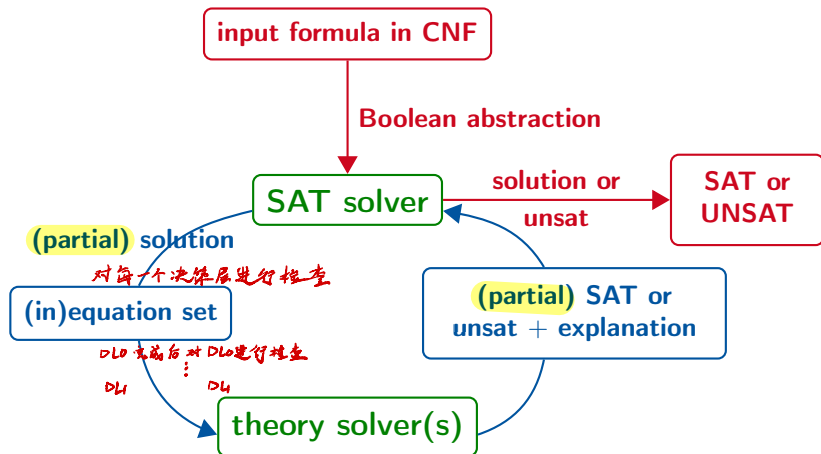 input formula in CNF
Boolean abstraction
SAT solver
solution or
unsat
SAT or
UNSAT
(partial) solution
对每一个决策层进行检查
(in)equation set
(partial) SAT or
unsat + explanation
DL0 完成后对 DL0进行检查
⋮
DL1 DL1
theory solver(s)